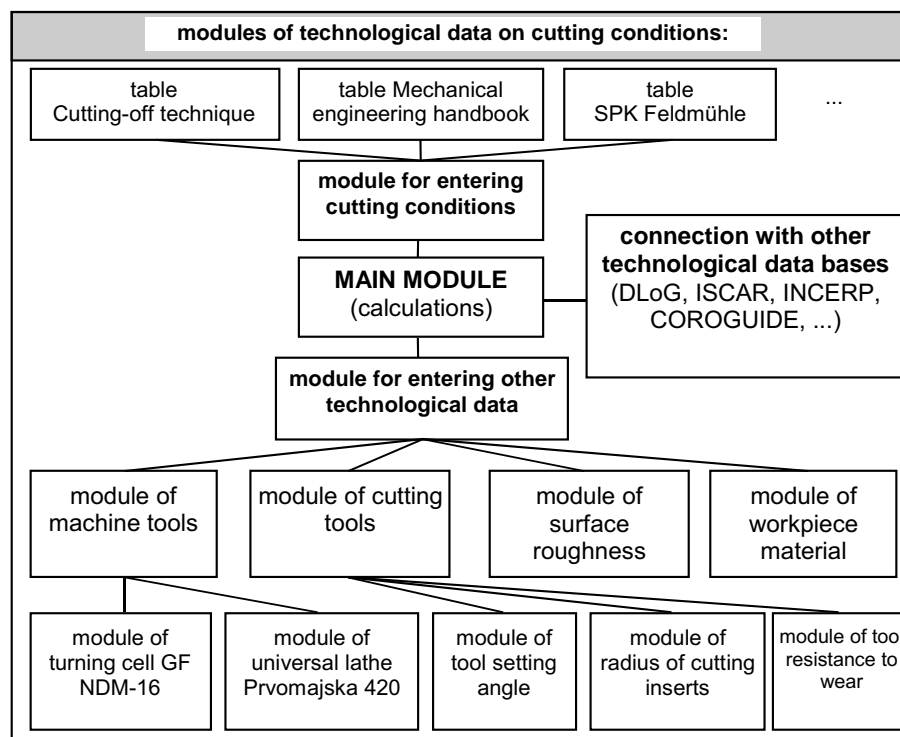 modules of technological data on cutting conditions:
table
Cutting-off technique
table Mechanical
engineering handbook
table
SPK Feldmühle
...
module for entering
cutting conditions
connection with other
technological data bases
(DLoG, ISCAR, INCERP,
COROGUIDE, ...)
MAIN MODULE
(calculations)
module for entering other
technological data
module of
machine tools
module of cutting
tools
module of
surface
roughness
module of
workpiece
material
module of
turning cell GF
NDM-16
module of
universal lathe
Prvomajska 420
module of
tool setting
angle
module of
radius of cutting
inserts
module of too
resistance to
wear